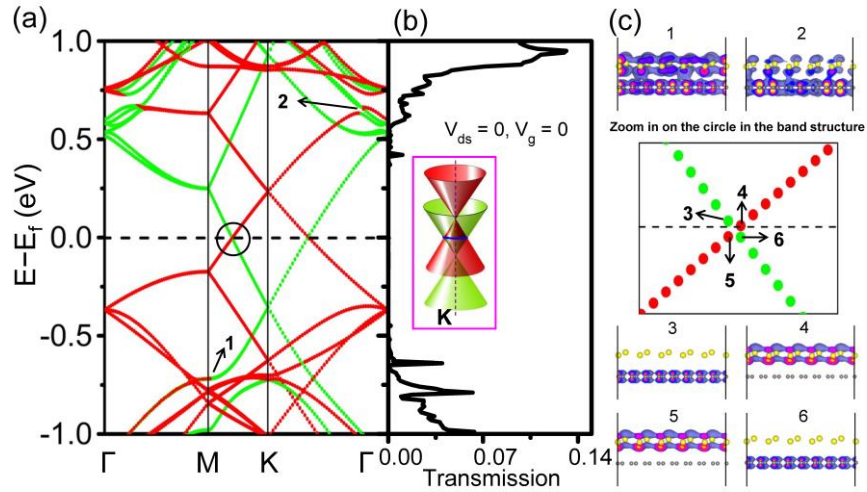 (a)
(b)
(c)
E−E_f (eV)
1.0
0.5
0.0
-0.5
-1.0
Γ
M
K
Γ
1
2
V_ds = 0, V_g = 0
K
0.00
0.07
0.14
Transmission
1
2
Zoom in on the circle in the band structure
3
4
5
6
3
4
5
6